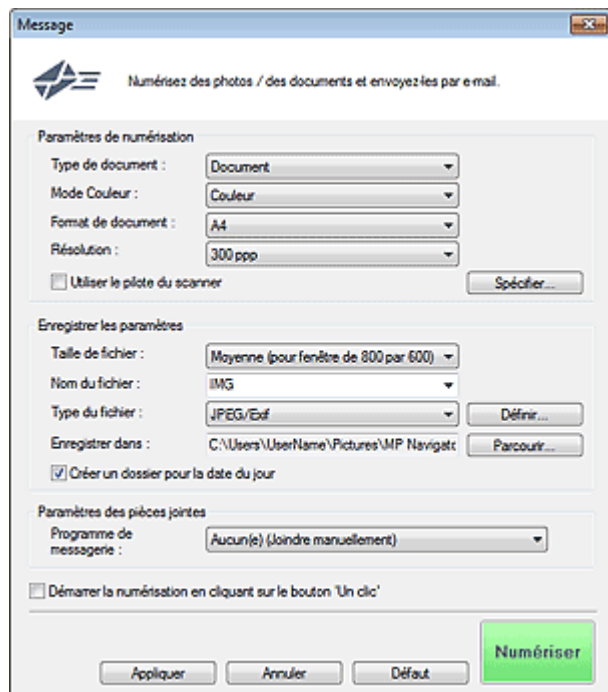 Message
Numérisez des photos / des documents et envoyez-les par e-mail.
Paramètres de numérisation
Type de document : Document
Mode Couleur : Couleur
Format de document : A4
Résolution : 300 ppp
Utiliser le pilote du scanner Spécifier...
Enregistrer les paramètres
Taille de fichier : Moyenne (pour fenêtre de 800 par 600)
Nom du fichier : IMG
Type du fichier : JPEG/Exif Définir...
Enregistrer dans : C:\Users\UserName\Pictures\MP Navigato Parcourir...
Créer un dossier pour la date du jour
Paramètres des pièces jointes
Programme de
messagerie : Aucun(e) (Joindre manuellement)
Démarrer la numérisation en cliquant sur le bouton 'Un clic'
Numériser
Appliquer Annuler Défaut